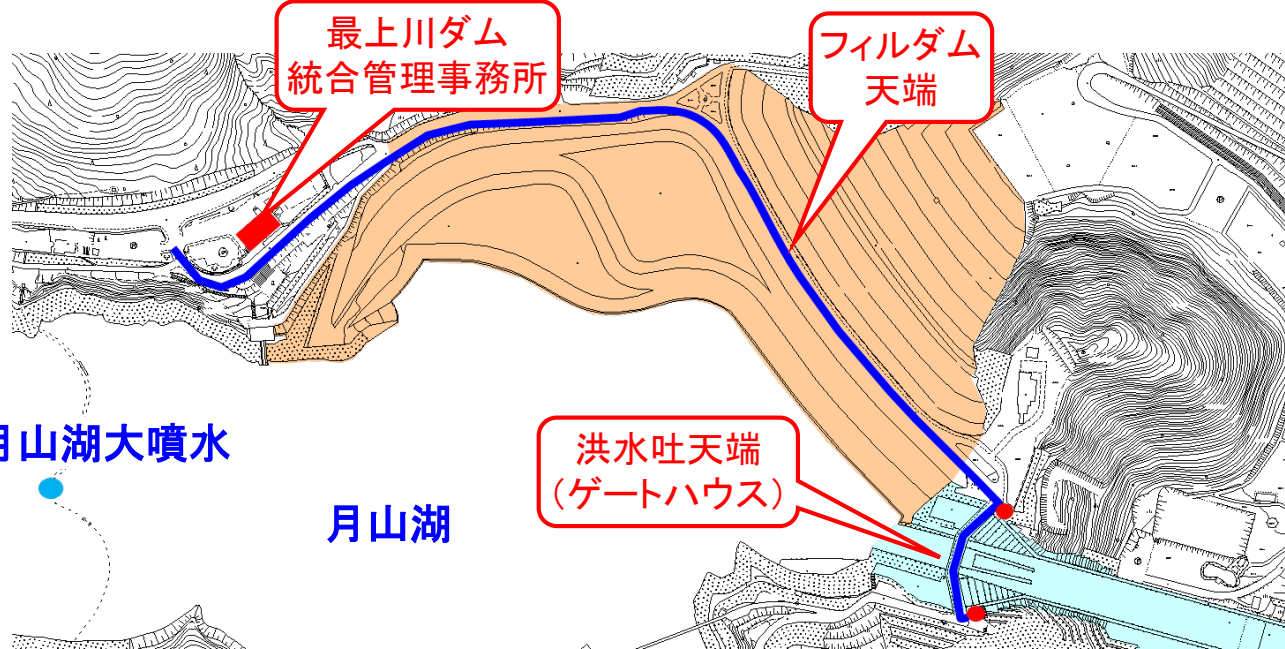 最上川ダム
統合管理事務所
フィルダム
天端
月山湖大噴水
洪水吐天端
(ゲートハウス)
月山湖